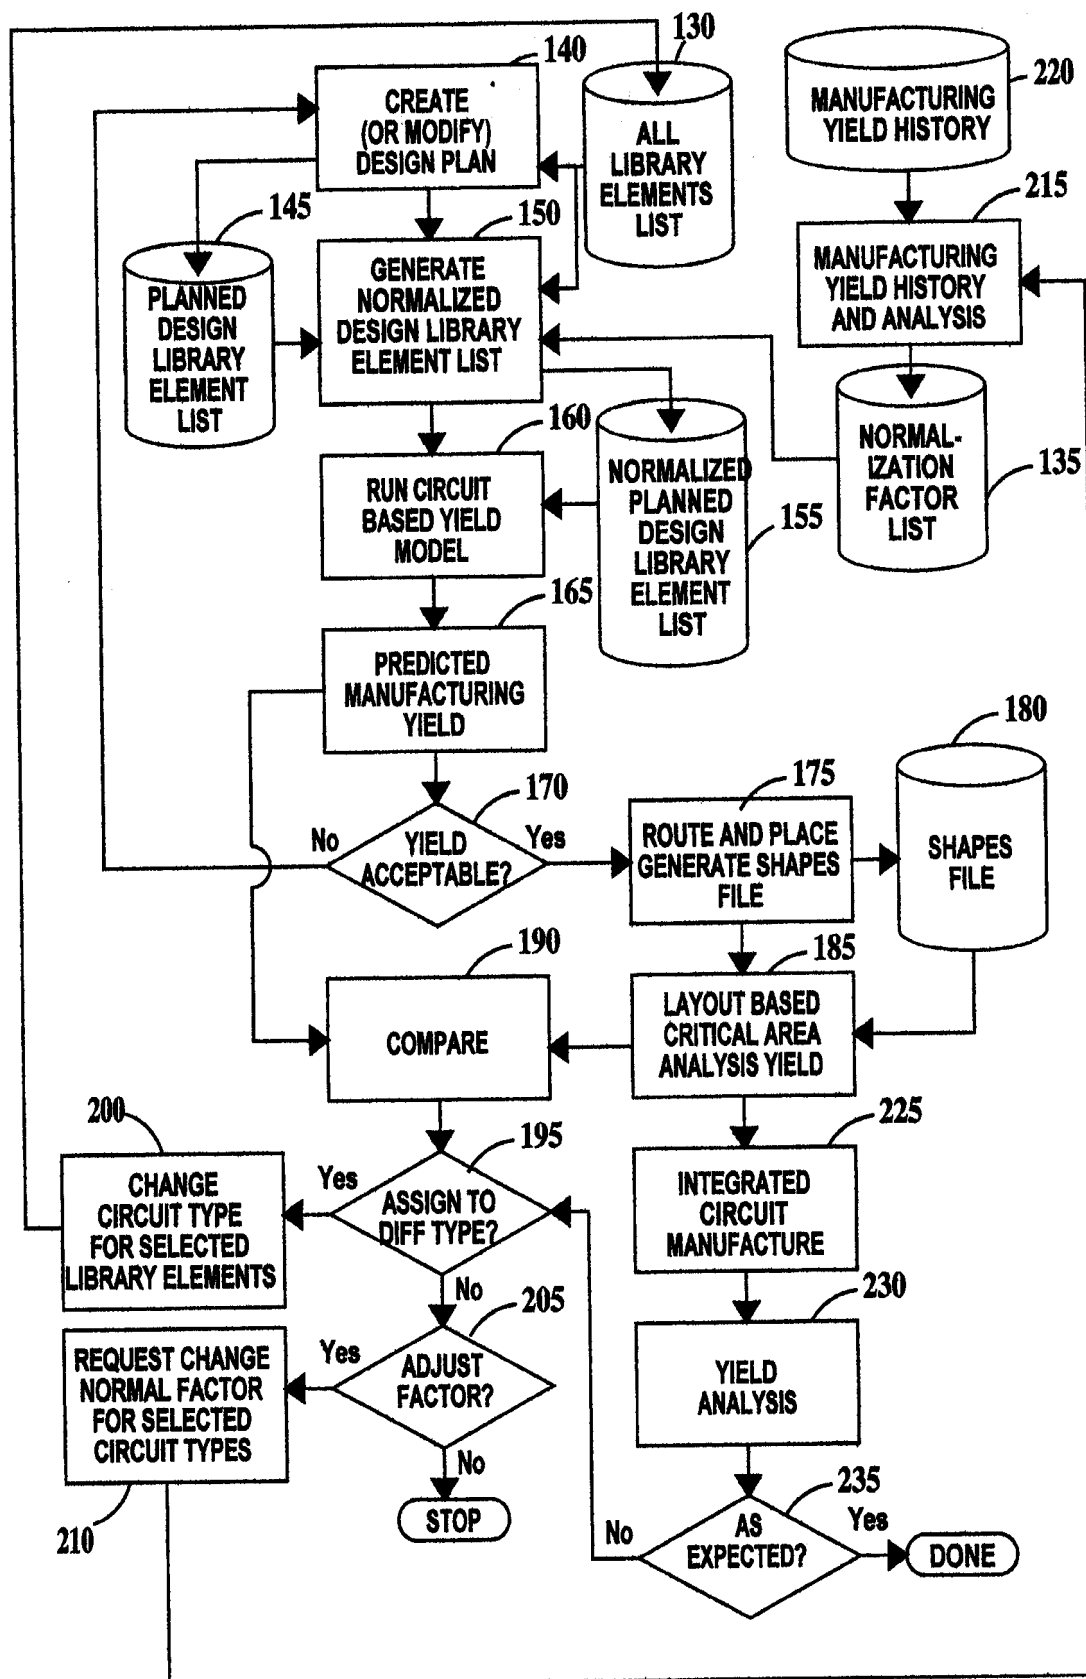 130
140
CREATE
(OR MODIFY)
DESIGN PLAN
ALL
LIBRARY
ELEMENTS
LIST
220
MANUFACTURING
YIELD HISTORY
215
MANUFACTURING
YIELD HISTORY
AND ANALYSIS
145
PLANNED
DESIGN
LIBRARY
ELEMENT
LIST
150
GENERATE
NORMALIZED
DESIGN LIBRARY
ELEMENT LIST
160
RUN CIRCUIT
BASED YIELD
MODEL
NORMALIZED
PLANNED
DESIGN
LIBRARY
ELEMENT
LIST
155
NORMAL-
IZATION
FACTOR
LIST
135
165
PREDICTED
MANUFACTURING
YIELD
170
No
YIELD
ACCEPTABLE?
Yes
175
ROUTE AND PLACE
GENERATE SHAPES
FILE
180
SHAPES
FILE
190
COMPARE
185
LAYOUT BASED
CRITICAL AREA
ANALYSIS YIELD
200
CHANGE
CIRCUIT TYPE
FOR SELECTED
LIBRARY ELEMENTS
Yes
195
ASSIGN TO
DIFF TYPE?
No
225
INTEGRATED
CIRCUIT
MANUFACTURE
205
Yes
ADJUST
FACTOR?
No
REQUEST CHANGE
NORMAL FACTOR
FOR SELECTED
CIRCUIT TYPES
210
STOP
230
YIELD
ANALYSIS
235
No
AS
EXPECTED?
Yes
DONE